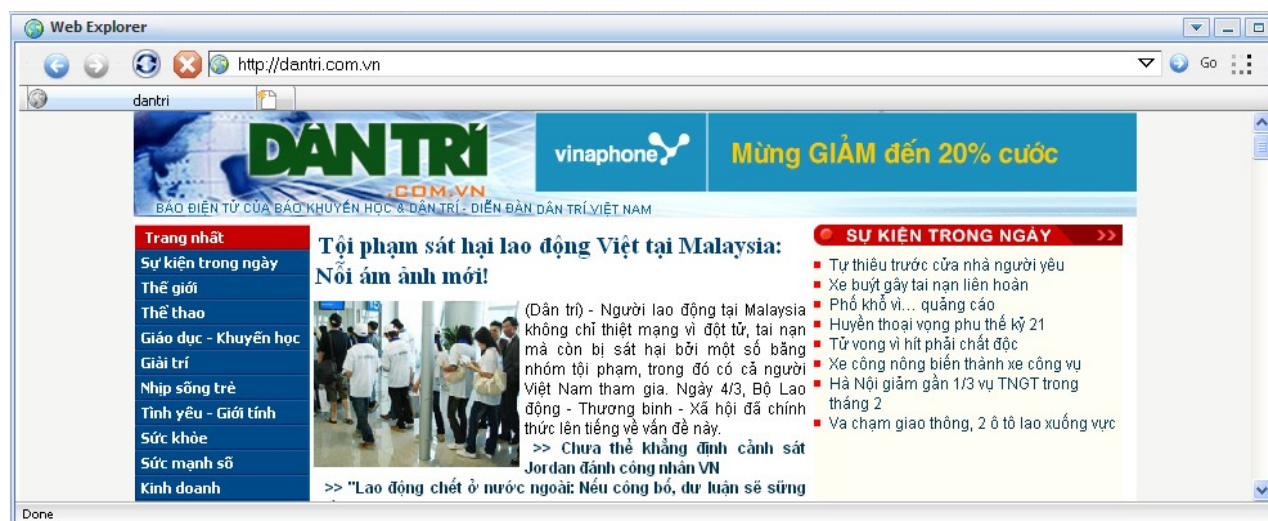 Web Explorer
http://dantri.com.vn
Go
dantri
DÂN TRÍ
.COM.VN
vinaphone
Mừng GIẢM đến 20% cước
BÁO ĐIỆN TỬ CỦA BÁO KHUYẾN HỌC & DÂN TRÍ - DIỄN ĐÀN DÂN TRÍ VIỆT NAM
Trang nhất
Sự kiện trong ngày
Thế giới
Thể thao
Giáo dục - Khuyến học
Giải trí
Nhịp sống trẻ
Tình yêu - Giới tính
Sức khỏe
Sức mạnh số
Kinh doanh
Tội phạm sát hại lao động Việt tại Malaysia:
Nỗi ám ảnh mới!
(Dân trí) - Người lao động tại Malaysia
không chỉ thiệt mạng vì đột tử, tai nạn
mà còn bị sát hại bởi một số băng
nhóm tội phạm, trong đó có cả người
Việt Nam tham gia. Ngày 4/3, Bộ Lao
động - Thương binh - Xã hội đã chính
thức lên tiếng về vấn đề này.
>> Chưa thể khẳng định cảnh sát
Jordan đánh công nhân VN
>> "Lao động chết ở nước ngoài: Nếu công bố, dư luận sẽ sững
SỰ KIỆN TRONG NGÀY >>
Tự thiêu trước cửa nhà người yêu
Xe buýt gây tai nạn liên hoàn
Phố khổ vì... quảng cáo
Huyền thoại vọng phu thế kỷ 21
Tử vong vì hít phải chất độc
Xe công nông biến thành xe công vụ
Hà Nội giảm gần 1/3 vụ TNGT trong
tháng 2
Va chạm giao thông, 2 ô tô lao xuống vực
Done